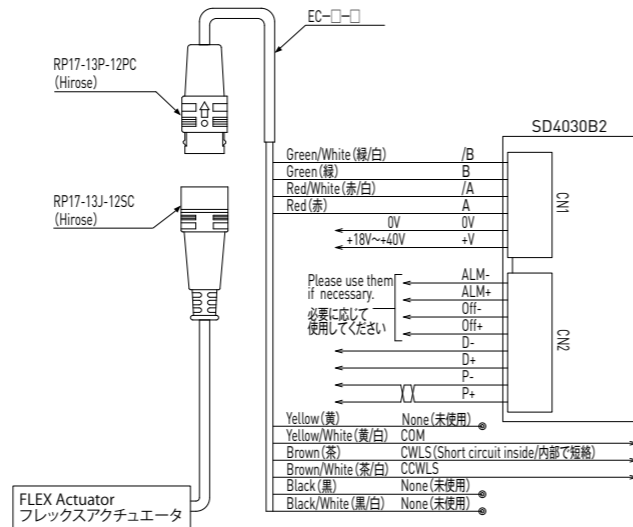 EC-□-□
RP17-13P-12PC
(Hirose)
SD4030B2
Green/White(緑/白) /B
Green(緑) B
Red/White(赤/白) /A
Red(赤) A
0V 0V
+18V~+40V +V
CN1
RP17-13J-12SC
(Hirose)
Please use them
if necessary.
必要に応じて
使用してください
ALM-
ALM+
Off-
Off+
D-
D+
P-
P+
CN2
Yellow(黄) None(未使用)
Yellow/White(黄/白) COM
Brown(茶) CWLS(Short circuit inside/内部で短絡)
Brown/White(茶/白) CCWLS
Black(黒) None(未使用)
Black/White(黒/白) None(未使用)
FLEX Actuator
フレックスアクチュエータ